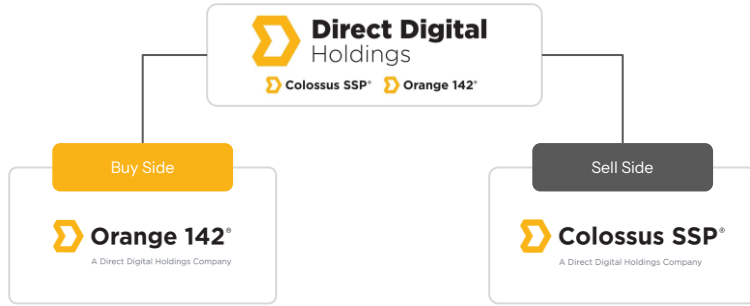 Direct Digital
Holdings
Colossus SSP® Orange 142®
Buy Side
Orange 142®
A Direct Digital Holdings Company
Sell Side
Colossus SSP®
A Direct Digital Holdings Company